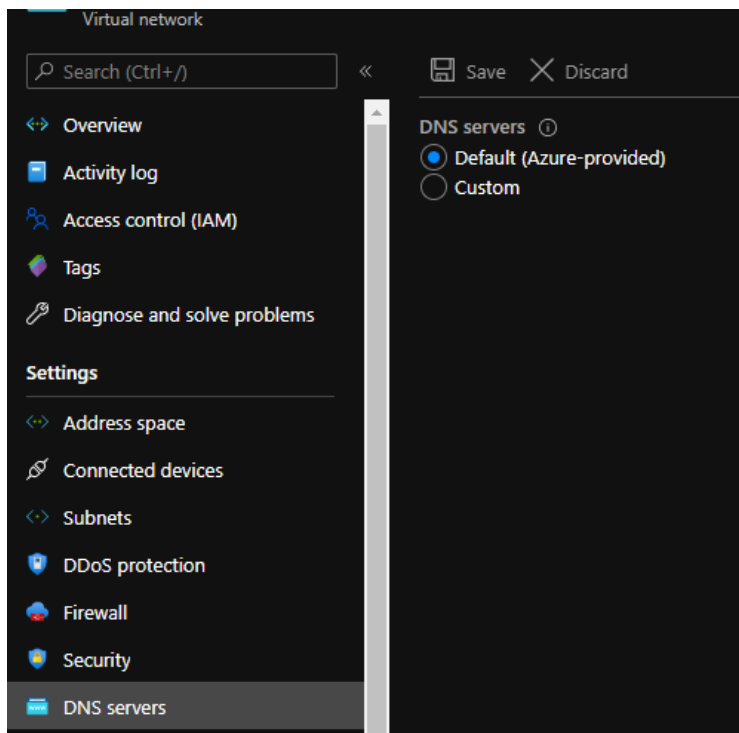 Virtual network
Search (Ctrl+/)
«
Save
Discard
Overview
Activity log
Access control (IAM)
Tags
Diagnose and solve problems
Settings
Address space
Connected devices
Subnets
DDoS protection
Firewall
Security
DNS servers
DNS servers
Default (Azure-provided)
Custom